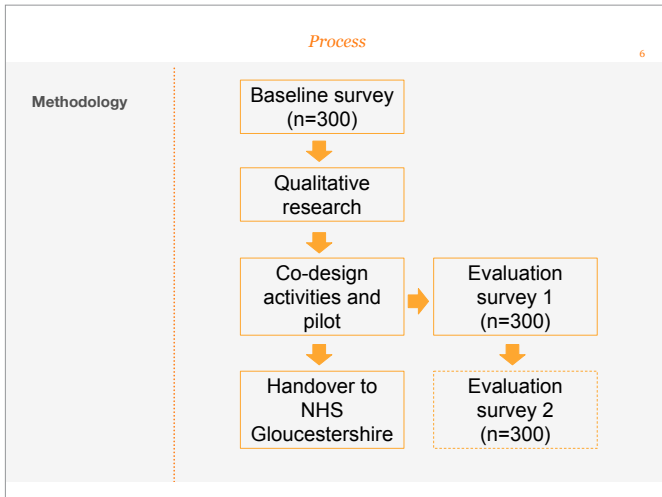 Process
6
Methodology
Baseline survey
(n=300)
Qualitative
research
Co-design
activities and
pilot
Evaluation
survey 1
(n=300)
Handover to
NHS
Gloucestershire
Evaluation
survey 2
(n=300)